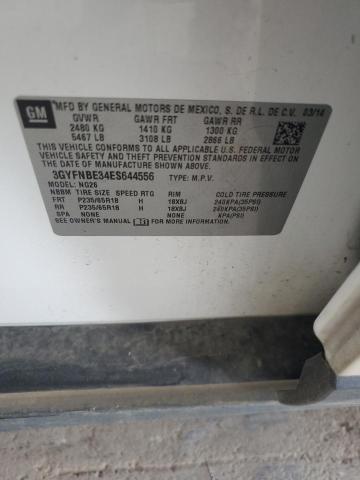 GM
MFD BY GENERAL MOTORS DE MEXICO, S. DE R.L. DE C.V. 03/14
GVWR GAWR FRT GAWR RR
2480 KG 1410 KG 1300 KG
5467 LB 3108 LB 2866 LB
THIS VEHICLE CONFORMS TO ALL APPLICABLE U.S. FEDERAL MOTOR
VEHICLE SAFETY, BUMPER, AND THEFT PREVENTION STANDARDS IN EFFECT ON THE DATE OF
MANUFACTURE SHOWN ABOVE.
3GYFNBE34ES644556 TYPE: M.P.V.
MODEL: NG26
NBBM TIRE SIZE SPEED RTG RIM COLD TIRE PRESSURE
FRT P235/65R18 H 18X8J 240KPA(35PSI)
RR P235/65R18 H 18X8J 240KPA(35PSI)
SEE OWNER'S MANUAL FOR MORE INFORMATION. KPA(PSI)